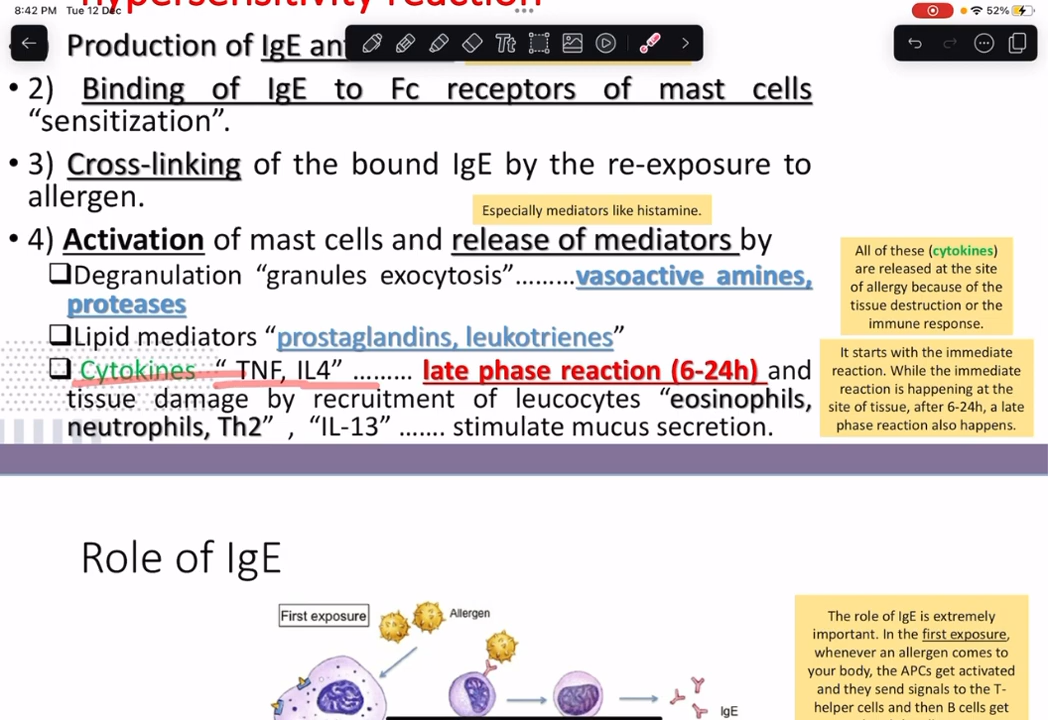 8:42 PM Tue 12 Dec
hypersensitivity reaction
52%
Production of IgE an
Tt
• 2) Binding of IgE to Fc receptors of mast cells
“sensitization”.
• 3) Cross-linking of the bound IgE by the re-exposure to
allergen.
Especially mediators like histamine.
• 4) Activation of mast cells and release of mediators by
❑Degranulation “granules exocytosis”.........vasoactive amines,
proteases
❑Lipid mediators “prostaglandins, leukotrienes”
❑ Cytokines “ TNF, IL4” ......... late phase reaction (6-24h) and
tissue damage by recruitment of leucocytes “eosinophils,
neutrophils, Th2” , “IL-13” ....... stimulate mucus secretion.
All of these (cytokines)
are released at the site
of allergy because of the
tissue destruction or the
immune response.
It starts with the immediate
reaction. While the immediate
reaction is happening at the
site of tissue, after 6-24h, a late
phase reaction also happens.
Role of IgE
First exposure
Allergen
IgE
The role of IgE is extremely
important. In the first exposure,
whenever an allergen comes to
your body, the APCs get activated
and they send signals to the T-
helper cells and then B cells get